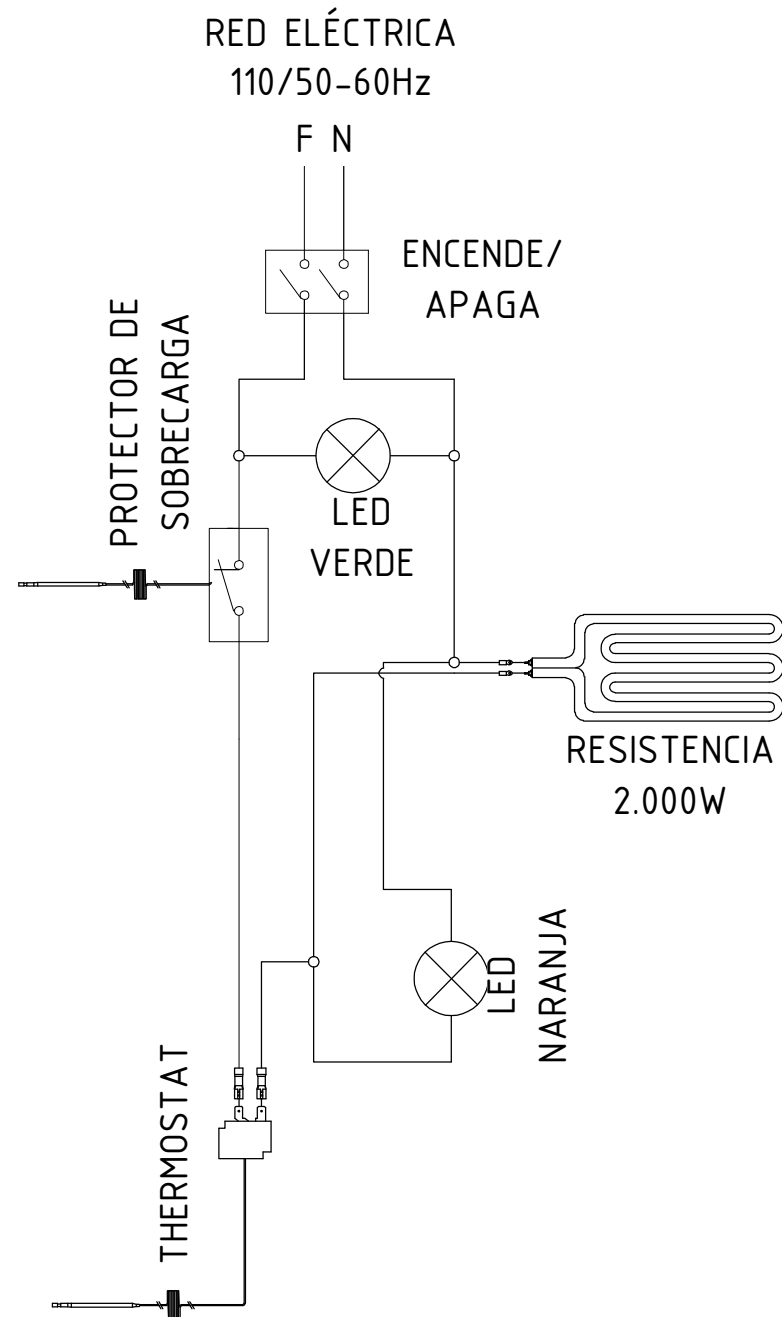 RED ELÉCTRICA
110/50-60Hz
F N
ENCENDE/
APAGA
PROTECTOR DE
SOBRECARGA
LED
VERDE
RESISTENCIA
2.000W
LED
NARANJA
THERMOSTAT